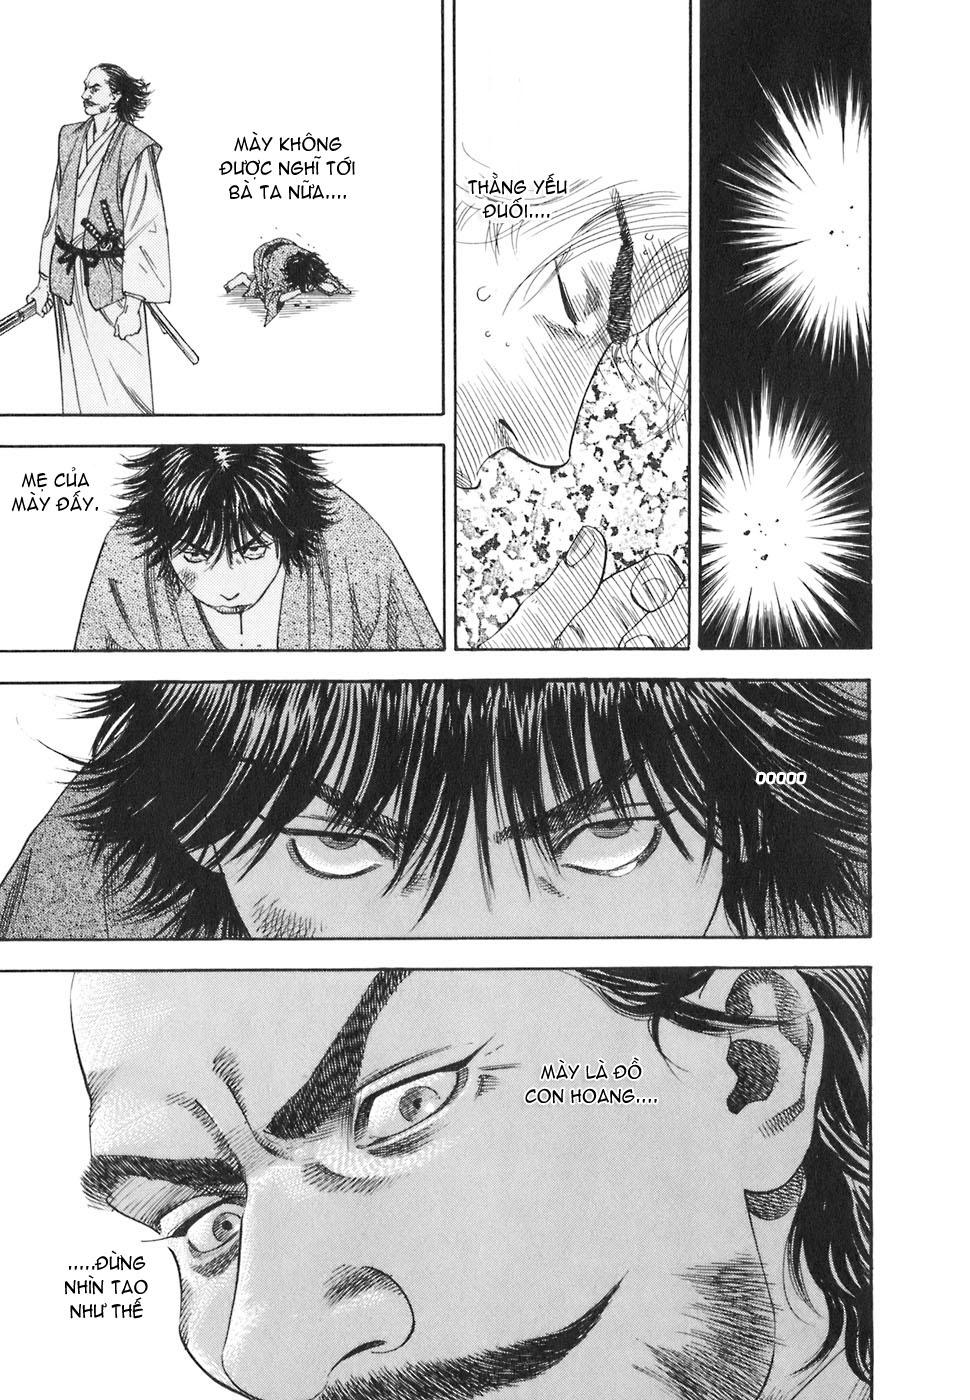 THẰNG YẾU
ĐUỐI....
MÀY KHÔNG
ĐƯỢC NGHĨ TỚI
BÀ TA NỮA....
MẸ CỦA
MÀY ĐẤY.
OOOOO
MÀY LÀ ĐỒ
CON HOANG....
.....ĐỪNG
NHÌN TAO
NHƯ THẾ